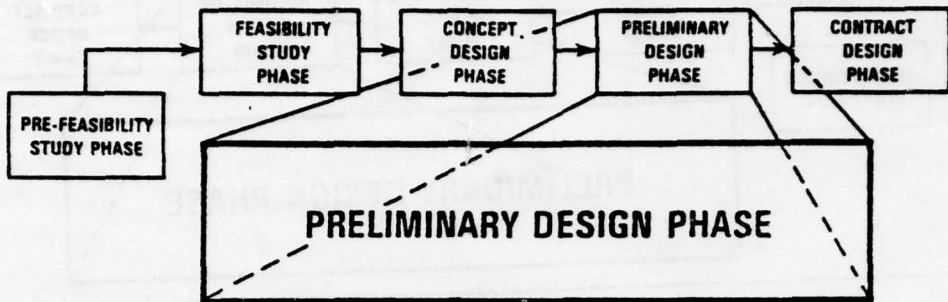 FEASIBILITY
STUDY
PHASE
CONCEPT
DESIGN
PHASE
PRELIMINARY
DESIGN
PHASE
CONTRACT
DESIGN
PHASE
PRE-FEASIBILITY
STUDY PHASE
PRELIMINARY DESIGN PHASE